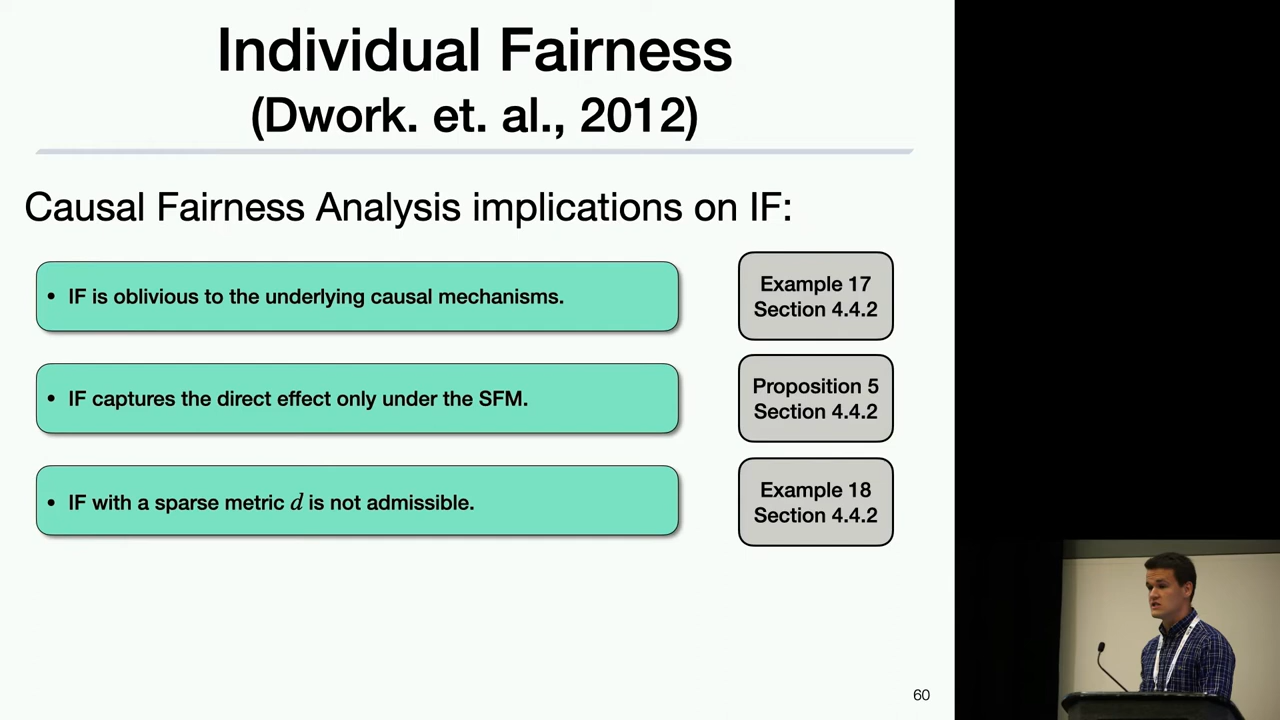 Individual Fairness
(Dwork. et. al., 2012)
Causal Fairness Analysis implications on IF:
• IF is oblivious to the underlying causal mechanisms.
Example 17
Section 4.4.2
• IF captures the direct effect only under the SFM.
Proposition 5
Section 4.4.2
• IF with a sparse metric d is not admissible.
Example 18
Section 4.4.2
60